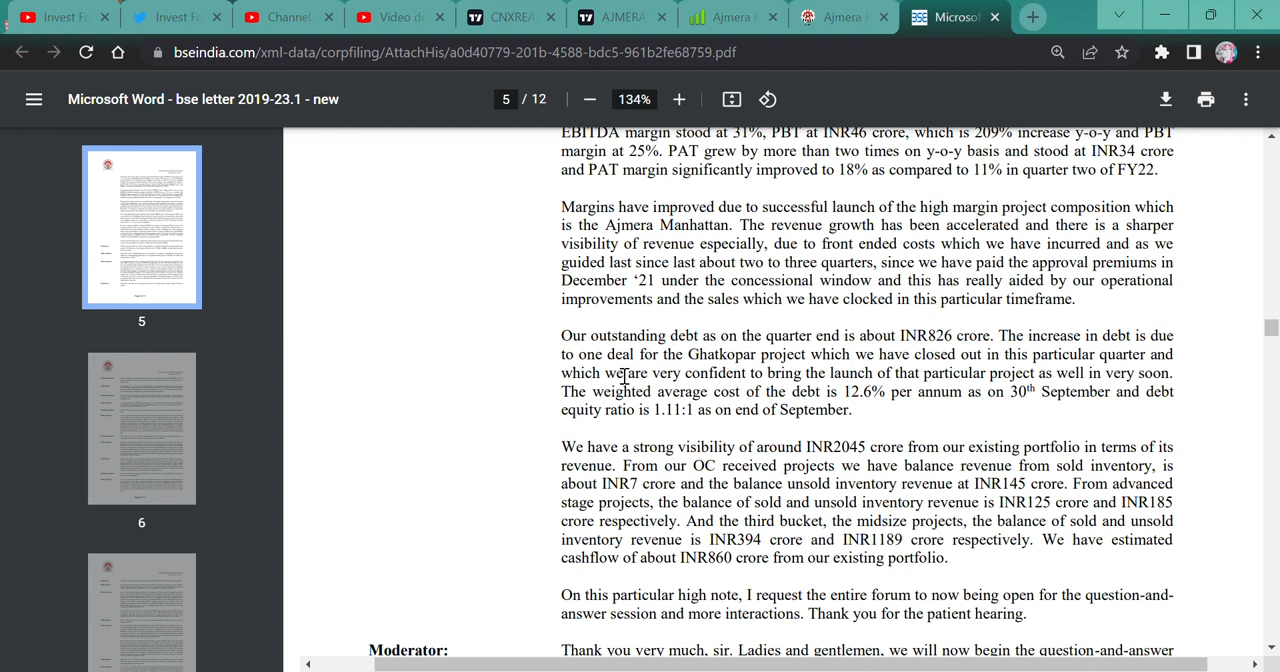 Invest Fo
Invest Fo
Channel
Video de
CNXREA
AJMERA
Ajmera R
Ajmera R
BSE
Microsof
bseindia.com/xml-data/corpfiling/AttachHis/a0d40779-201b-4588-bdc5-961b2fe68759.pdf
Microsoft Word - bse letter 2019-23.1 - new
5 / 12
134%
EBITDA margin stood at 31%, PBT at INR46 crore, which is 209% increase y-o-y and PBT
margin at 25%. PAT grew by more than two times on y-o-y basis and stood at INR34 crore
and PAT margin significantly improved to 18% as compared to 11% in quarter two of FY22.
Margins have improved due to successful launch of the high margin project composition which
is the Ajmera Manhattan. The revenue growth has been accelerated and there is a sharper
visibility of revenue especially, due to front ended costs which we have incurred and as we
guided last since last about two to three quarters, since we have paid the approval premiums in
December ‘21 under the concessional window and this has really aided by our operational
improvements and the sales which we have clocked in this particular timeframe.
Our outstanding debt as on the quarter end is about INR826 crore. The increase in debt is due
to one deal for the Ghatkopar project which we have closed out in this particular quarter and
which we are very confident to bring the launch of that particular project as well in very soon.
The weighted average cost of the debt is 12.6% per annum as on 30th September and debt
equity ratio is 1.11:1 as on end of September.
We have a strong visibility of around INR2045 crore from our existing portfolio in terms of its
revenue. From our OC received projects we have balance revenue from sold inventory, is
about INR7 crore and the balance unsold inventory revenue at INR145 crore. From advanced
stage projects, the balance of sold and unsold inventory revenue is INR125 crore and INR185
crore respectively. And the third bucket, the midsize projects, the balance of sold and unsold
inventory revenue is INR394 crore and INR1189 crore respectively. We have estimated
cashflow of about INR860 crore from our existing portfolio.
On this particular high note, I request the entire forum to now being open for the question-and-
answer session and more interactive. Thank you for the patient hearing.
Moderator:
Thank you very much, sir. Ladies and gentleman, we will now begin the question-and-answer
5
6